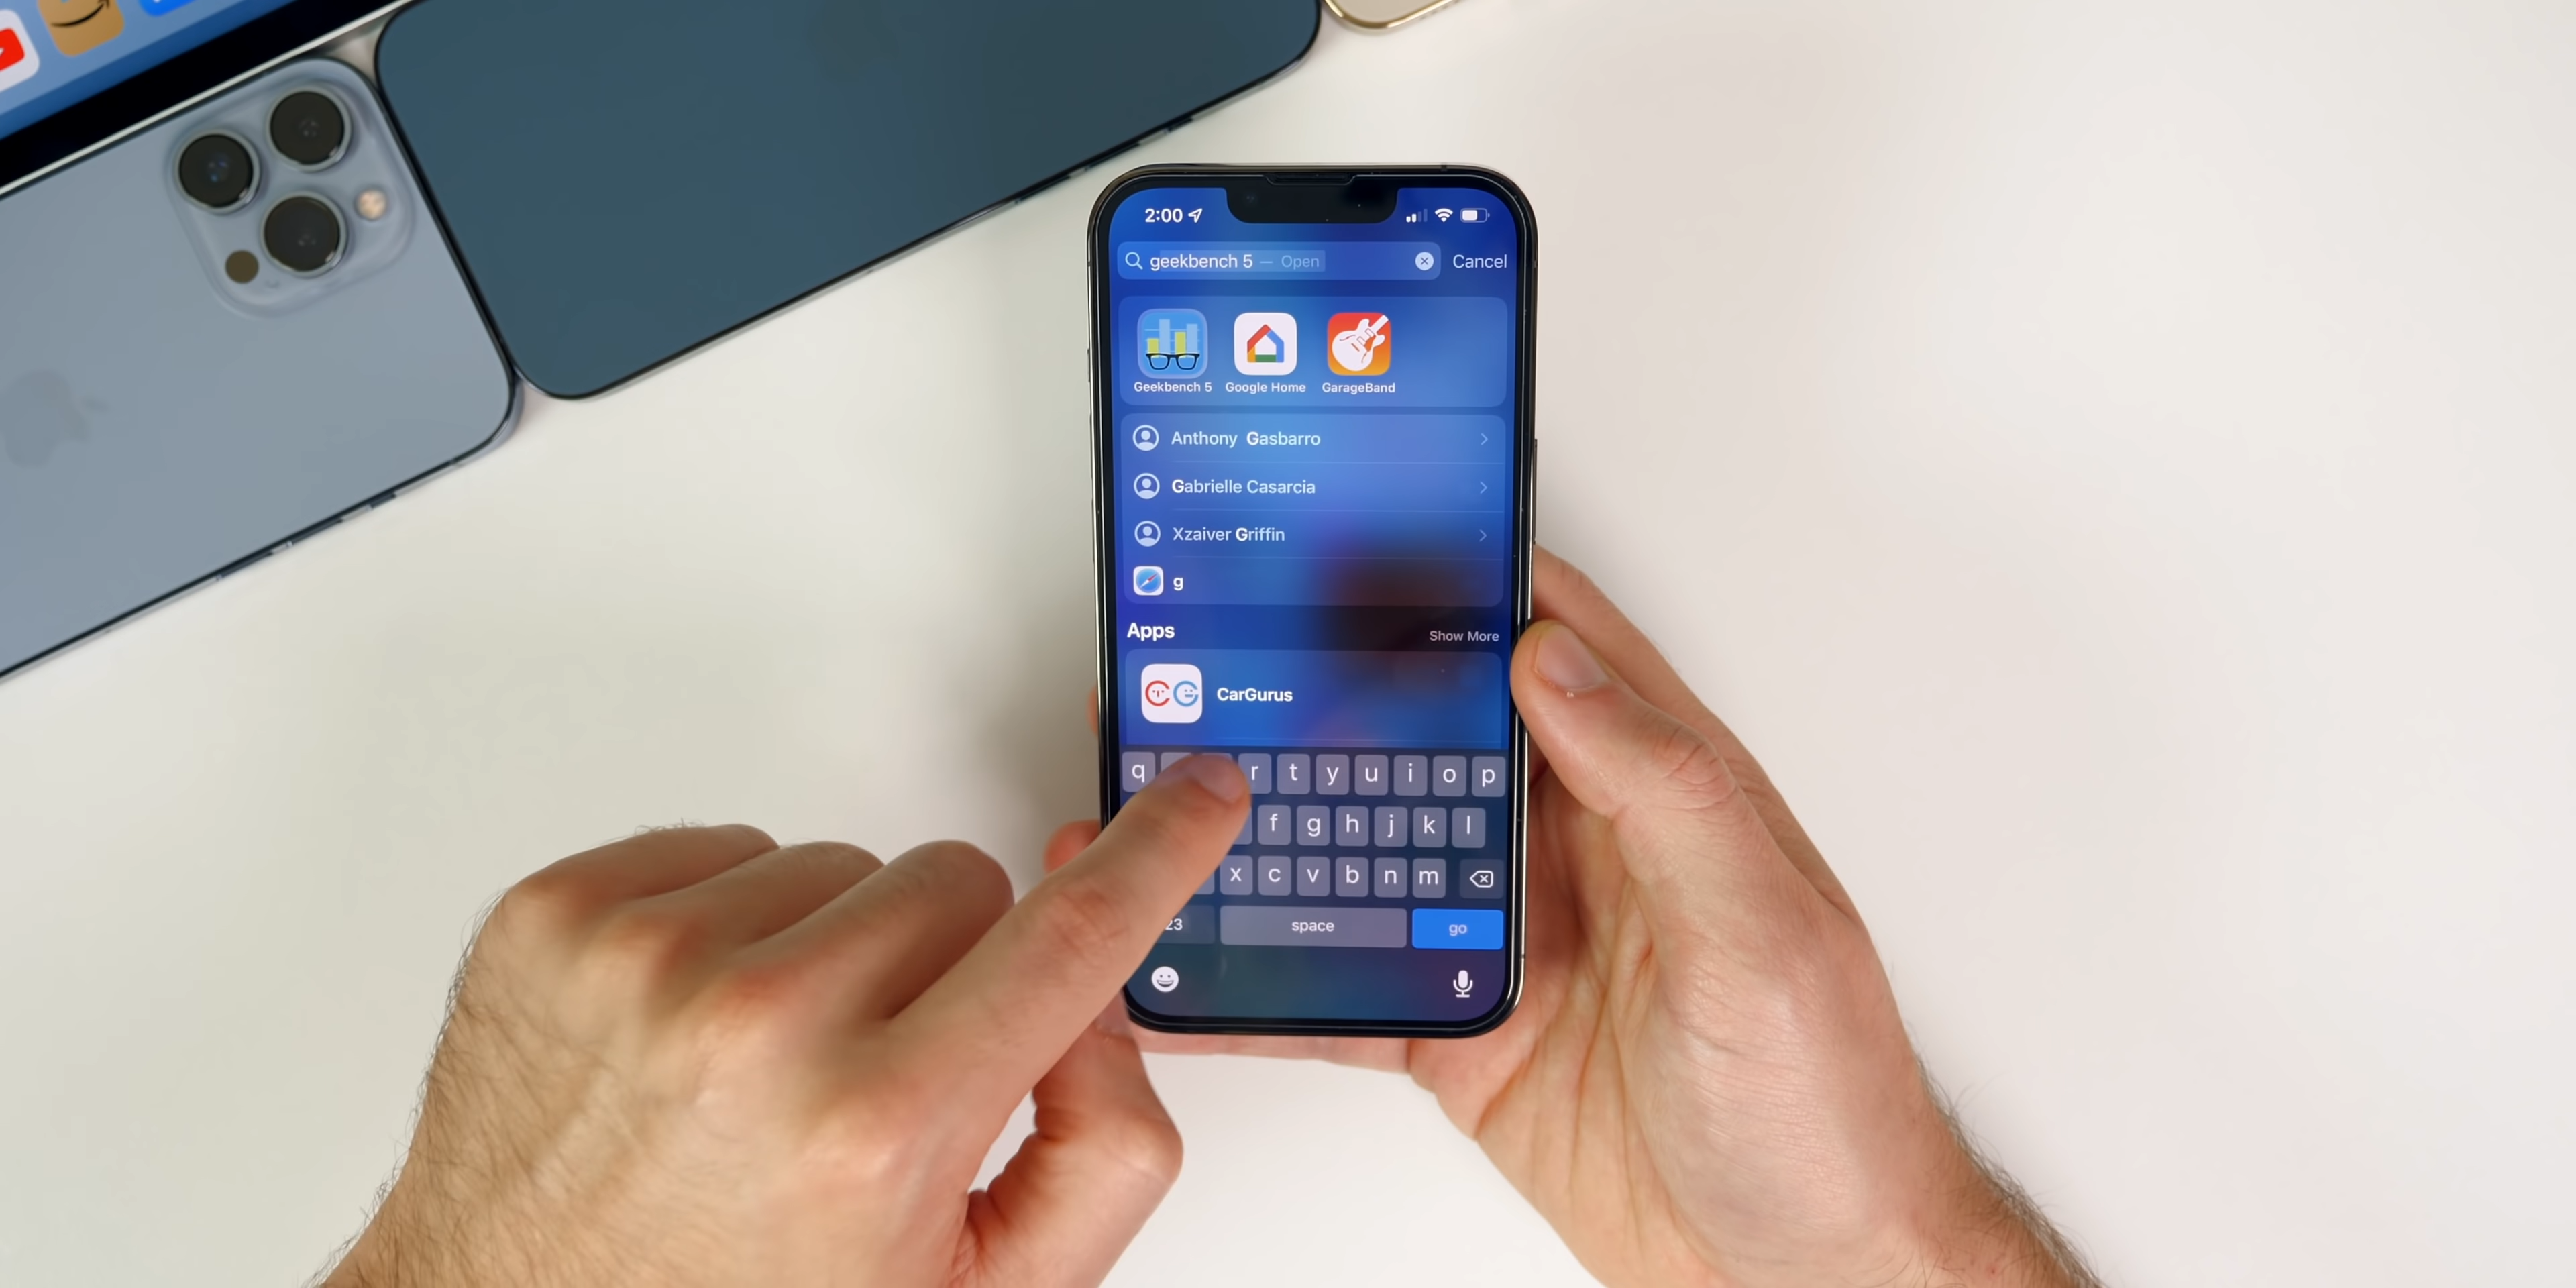 2:00
geekbench 5 — Open
Cancel
Geekbench 5 Google Home GarageBand
Anthony Gasbarro
Gabrielle Casarcia
Xzaiver Griffin
g
Apps Show More
CarGurus
q r t y u i o p
f g h j k l
x c v b n m
23 space go